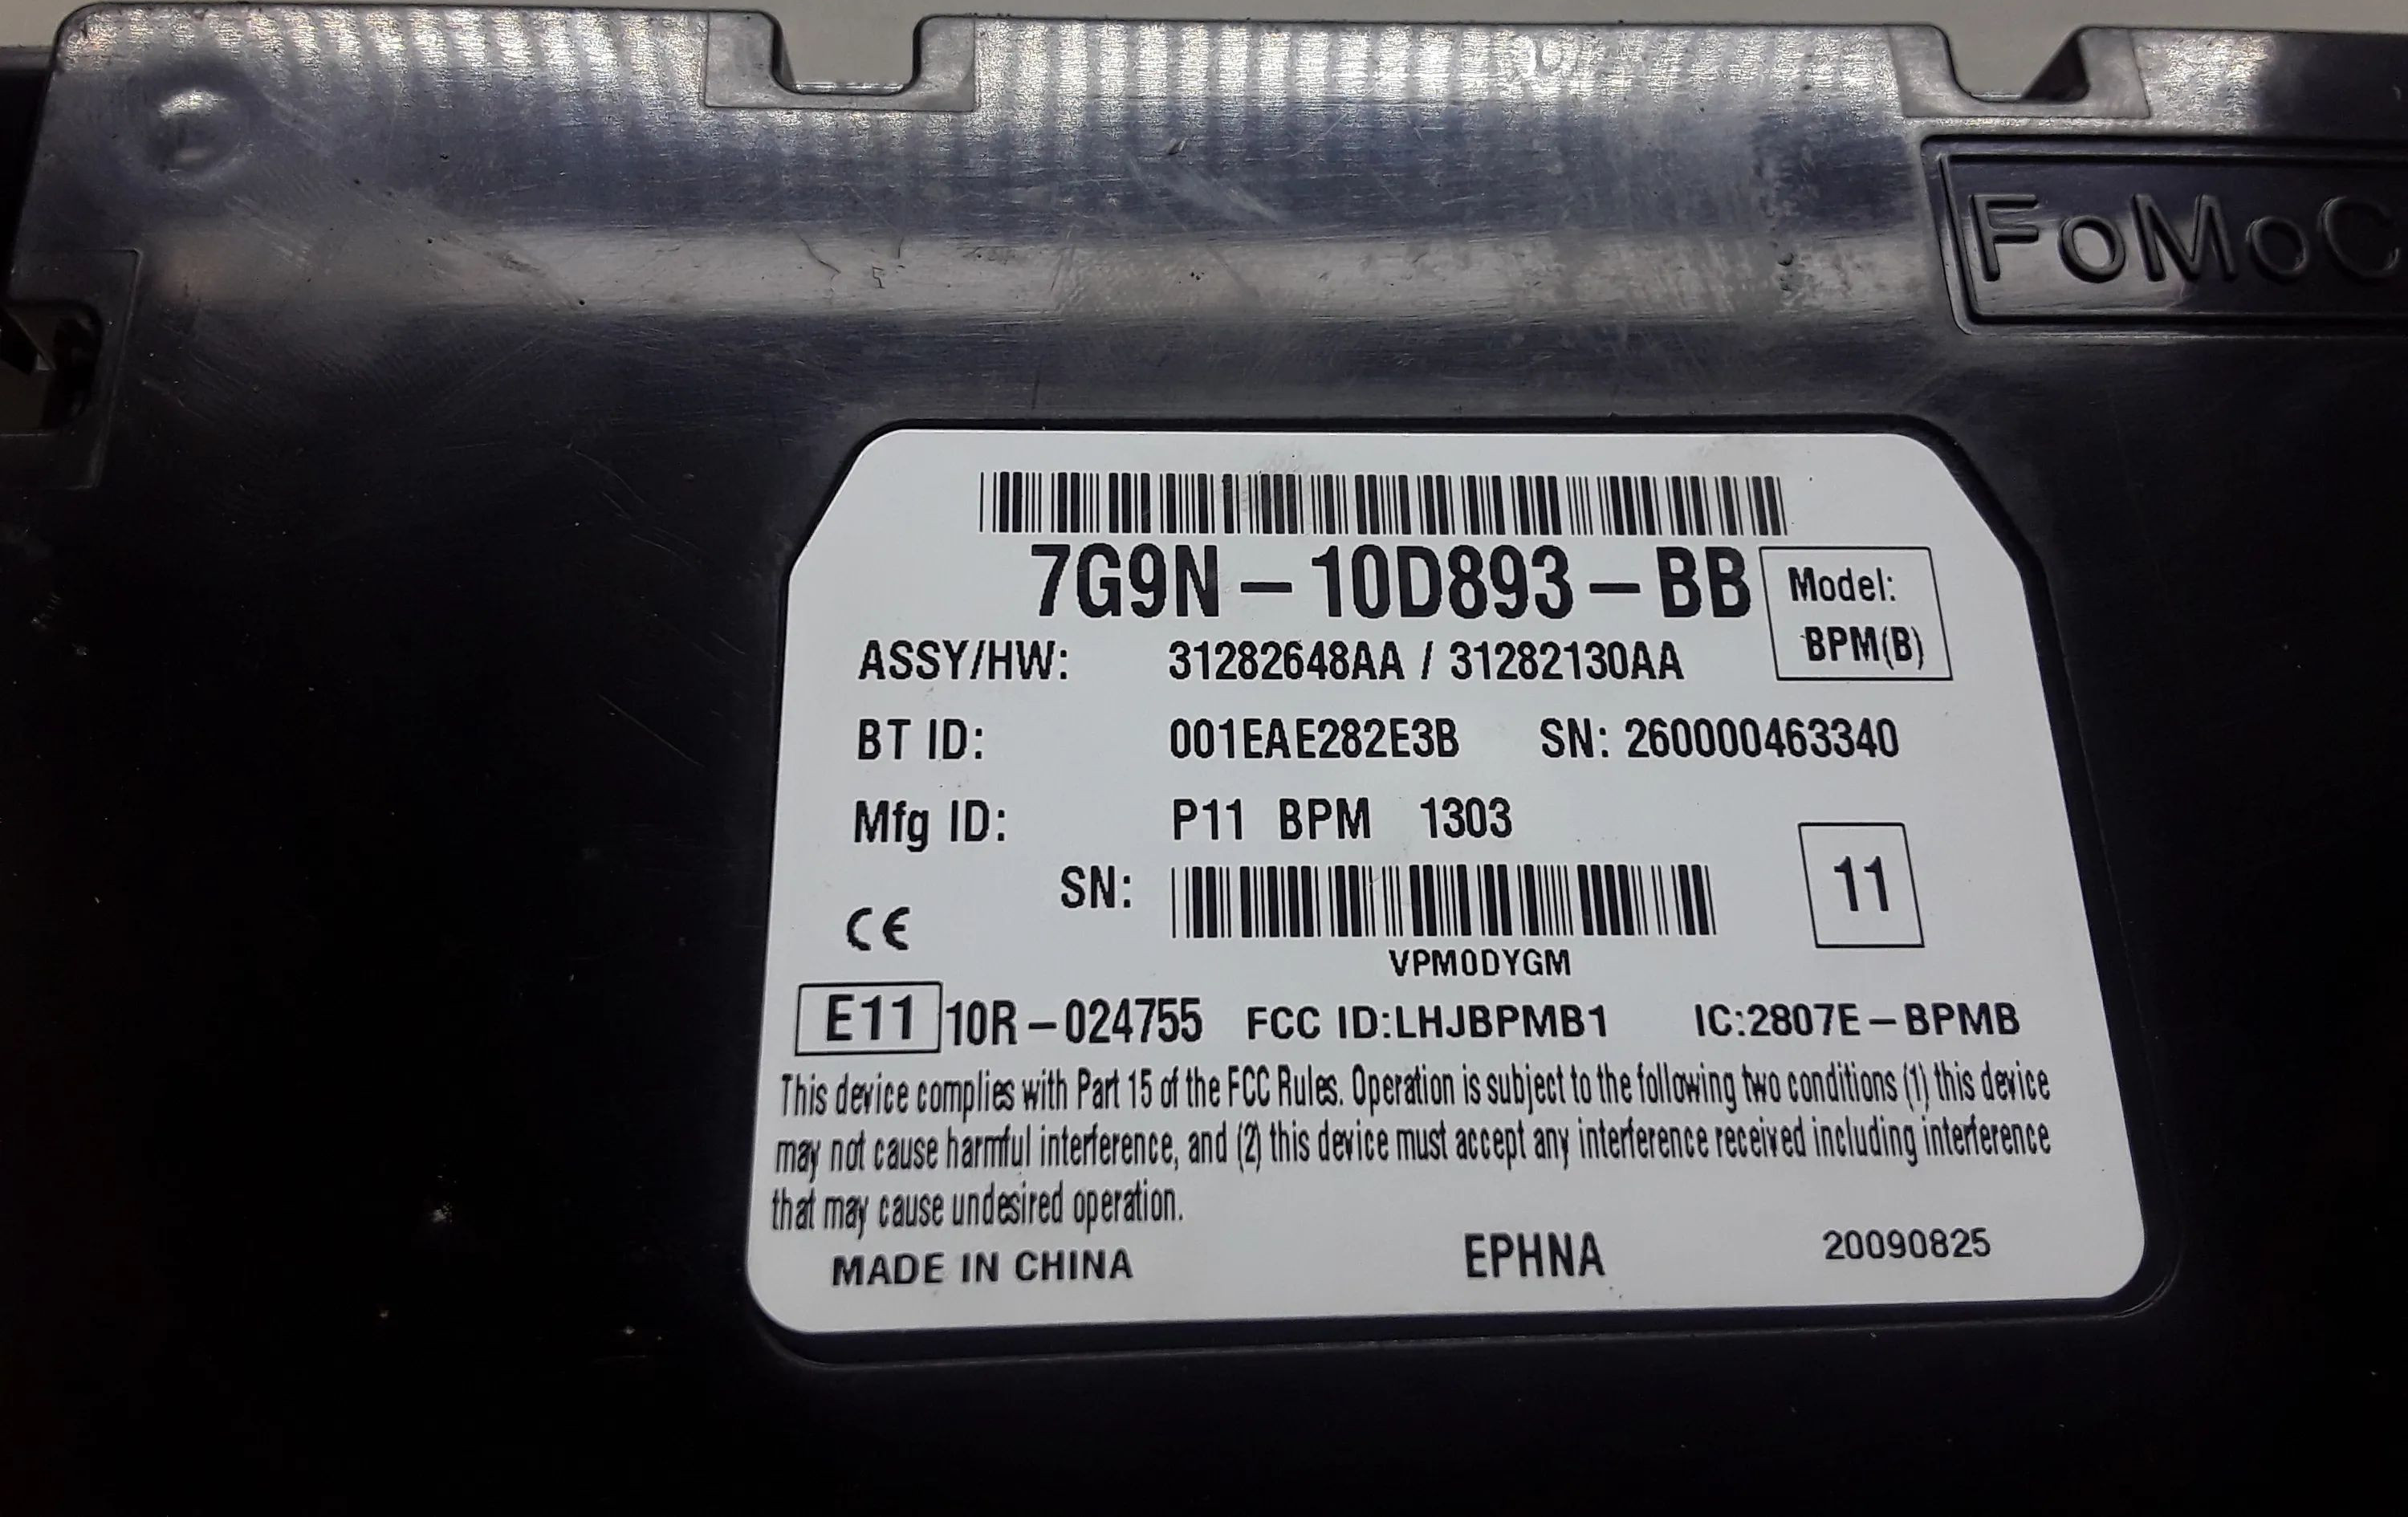 FoMoC
7G9N-10D893-BB
Model:
BPM(B)
ASSY/HW: 31282648AA / 31282130AA
BT ID: 001EAE282E3B SN: 260000463340
Mfg ID: P11 BPM 1303
SN:
11
CE
VPM0DYGM
E11 10R-024755 FCC ID:LHJBPMB1 IC:2807E-BPMB
This device complies with Part 15 of the FCC Rules. Operation is subject to the following two conditions (1) this device
may not cause harmful interference, and (2) this device must accept any interference received including interference
that may cause undesired operation.
MADE IN CHINA EPHNA 20090825